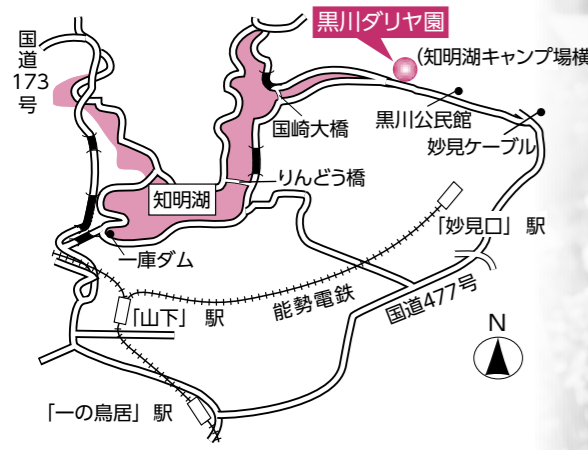 黒川ダリヤ園
(知明湖キャンプ場横
国道173号
国崎大橋
黒川公民館
妙見ケーブル
りんどう橋
知明湖
「妙見口」駅
一庫ダム
能勢電鉄
国道477号
「山下」駅
N
「一の鳥居」駅